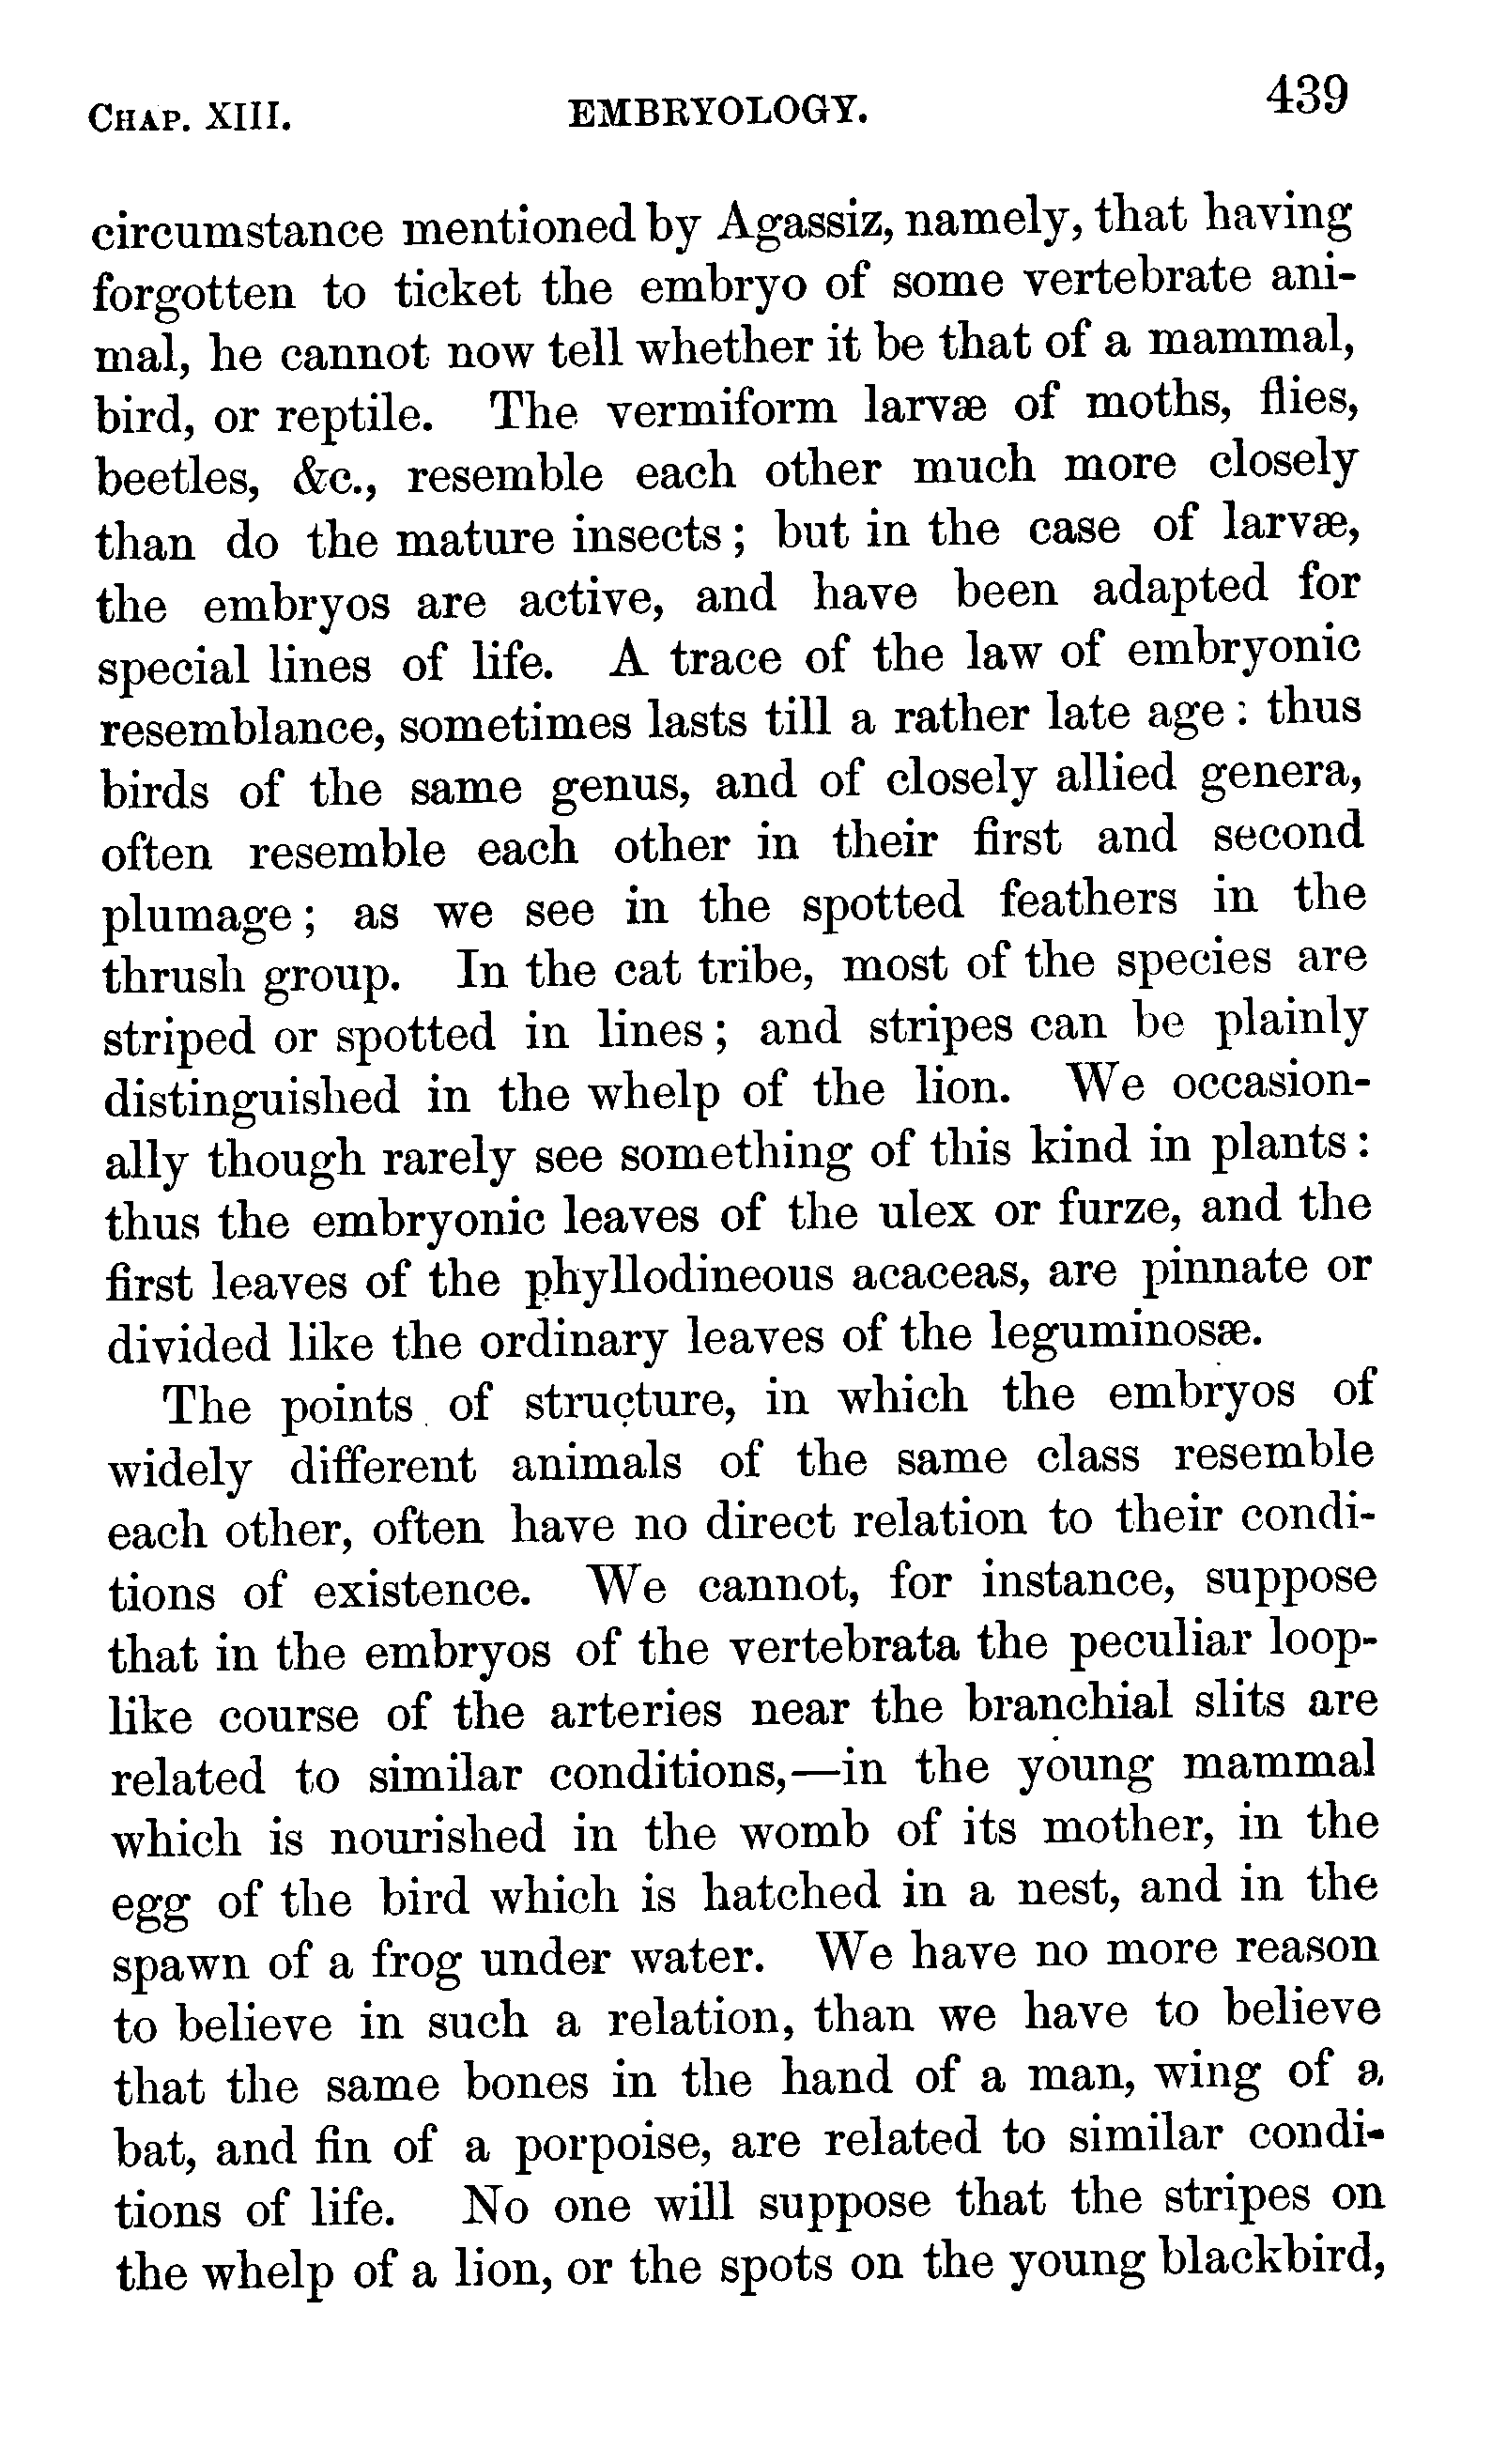 CHAP. XIII. EMBRYOLOGY. 439
circumstance mentioned by Agassiz, namely, that having
forgotten to ticket the embryo of some vertebrate ani-
mal, he cannot now tell whether it be that of a mammal,
bird, or reptile. The vermiform larvæ of moths, flies,
beetles, &c., resemble each other much more closely
than do the mature insects; but in the case of larvæ,
the embryos are active, and have been adapted for
special lines of life. A trace of the law of embryonic
resemblance, sometimes lasts till a rather late age: thus
birds of the same genus, and of closely allied genera,
often resemble each other in their first and second
plumage; as we see in the spotted feathers in the
thrush group. In the cat tribe, most of the species are
striped or spotted in lines; and stripes can be plainly
distinguished in the whelp of the lion. We occasion-
ally though rarely see something of this kind in plants:
thus the embryonic leaves of the ulex or furze, and the
first leaves of the phyllodineous acaceas, are pinnate or
divided like the ordinary leaves of the leguminosæ.
The points of structure, in which the embryos of
widely different animals of the same class resemble
each other, often have no direct relation to their condi-
tions of existence. We cannot, for instance, suppose
that in the embryos of the vertebrata the peculiar loop-
like course of the arteries near the branchial slits are
related to similar conditions,—in the young mammal
which is nourished in the womb of its mother, in the
egg of the bird which is hatched in a nest, and in the
spawn of a frog under water. We have no more reason
to believe in such a relation, than we have to believe
that the same bones in the hand of a man, wing of a
bat, and fin of a porpoise, are related to similar condi-
tions of life. No one will suppose that the stripes on
the whelp of a lion, or the spots on the young blackbird,